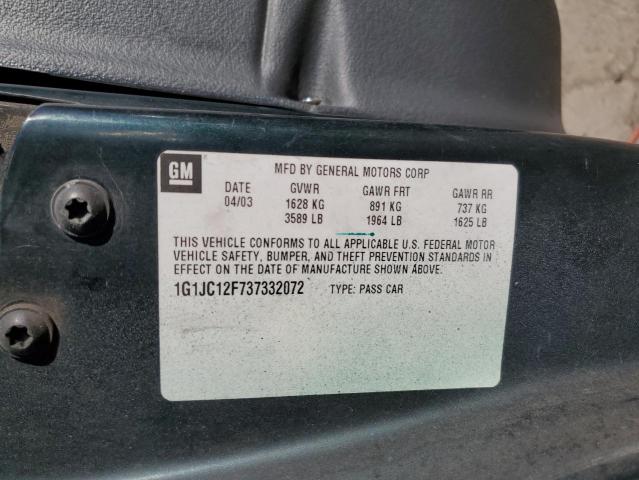 GM
MFD BY GENERAL MOTORS CORP
DATE GVWR GAWR FRT GAWR RR
04/03 1628 KG 891 KG 737 KG
3589 LB 1964 LB 1625 LB
THIS VEHICLE CONFORMS TO ALL APPLICABLE U.S. FEDERAL MOTOR
VEHICLE SAFETY, BUMPER, AND THEFT PREVENTION STANDARDS IN
EFFECT ON THE DATE OF MANUFACTURE SHOWN ABOVE.
1G1JC12F737332072 TYPE: PASS CAR